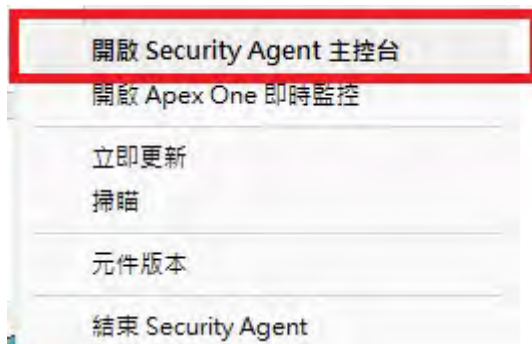 開啟 Security Agent 主控台
開啟 Apex One 即時監控
立即更新
掃瞄
元件版本
結束 Security Agent